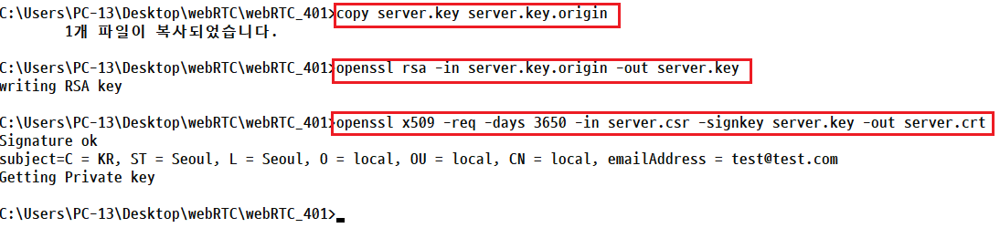 C:\Users\PC-13\Desktop\webRTC\webRTC_401>copy server.key server.key.origin
1개 파일이 복사되었습니다.
C:\Users\PC-13\Desktop\webRTC\webRTC_401>openssl rsa -in server.key.origin -out server.key
writing RSA key
C:\Users\PC-13\Desktop\webRTC\webRTC_401>openssl x509 -req -days 3650 -in server.csr -signkey server.key -out server.crt
Signature ok
subject=C = KR, ST = Seoul, L = Seoul, O = local, OU = local, CN = local, emailAddress = test@test.com
Getting Private key
C:\Users\PC-13\Desktop\webRTC\webRTC_401>